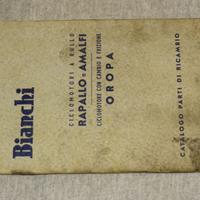 Bianchi
CICLOMOTORI A RULLO
RAPALLO e AMALFI
CICLOMOTORE CON CAMBIO E FRIZIONE
OROPA
CATALOGO PARTI DI RICAMBIO